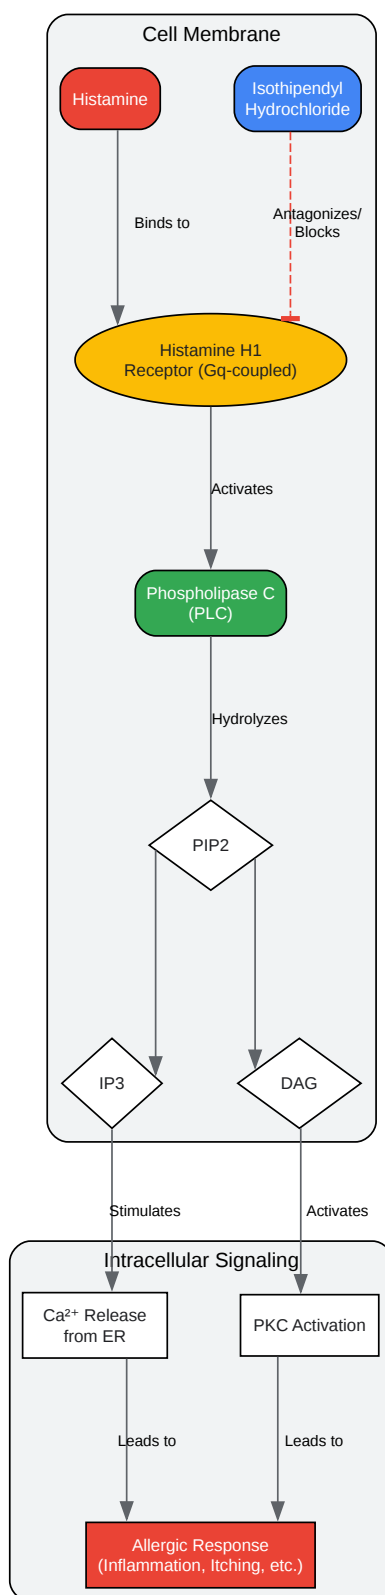 Cell Membrane
Histamine
Isothipendyl
Hydrochloride
Binds to
Antagonizes/
Blocks
Histamine H1
Receptor (Gq-coupled)
Activates
Phospholipase C
(PLC)
Hydrolyzes
PIP2
IP3
DAG
Stimulates
Activates
Intracellular Signaling
Ca²⁺ Release
from ER
PKC Activation
Leads to
Leads to
Allergic Response
(Inflammation, Itching, etc.)